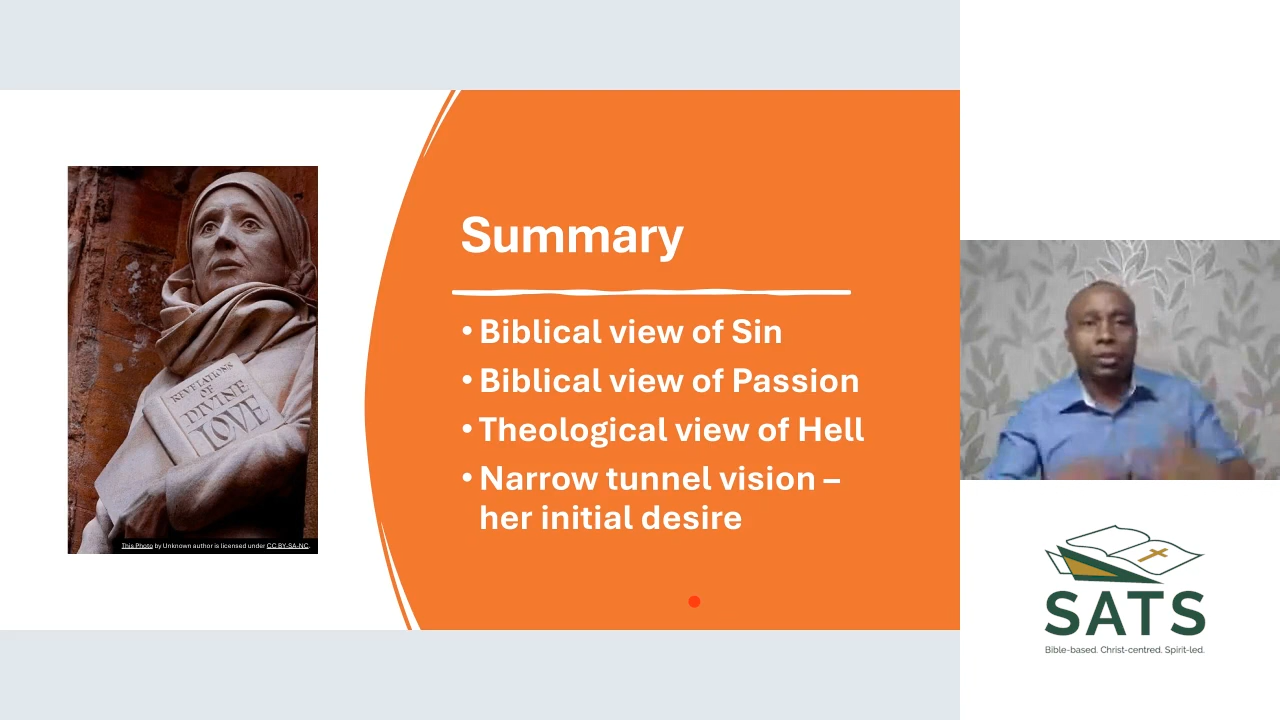 REVELATIONS
OF
DIVINE
LOVE
This Photo by Unknown author is licensed under CC BY-SA-NC.
Summary
• Biblical view of Sin
• Biblical view of Passion
• Theological view of Hell
• Narrow tunnel vision –
her initial desire
SATS
Bible-based. Christ-centred. Spirit-led.